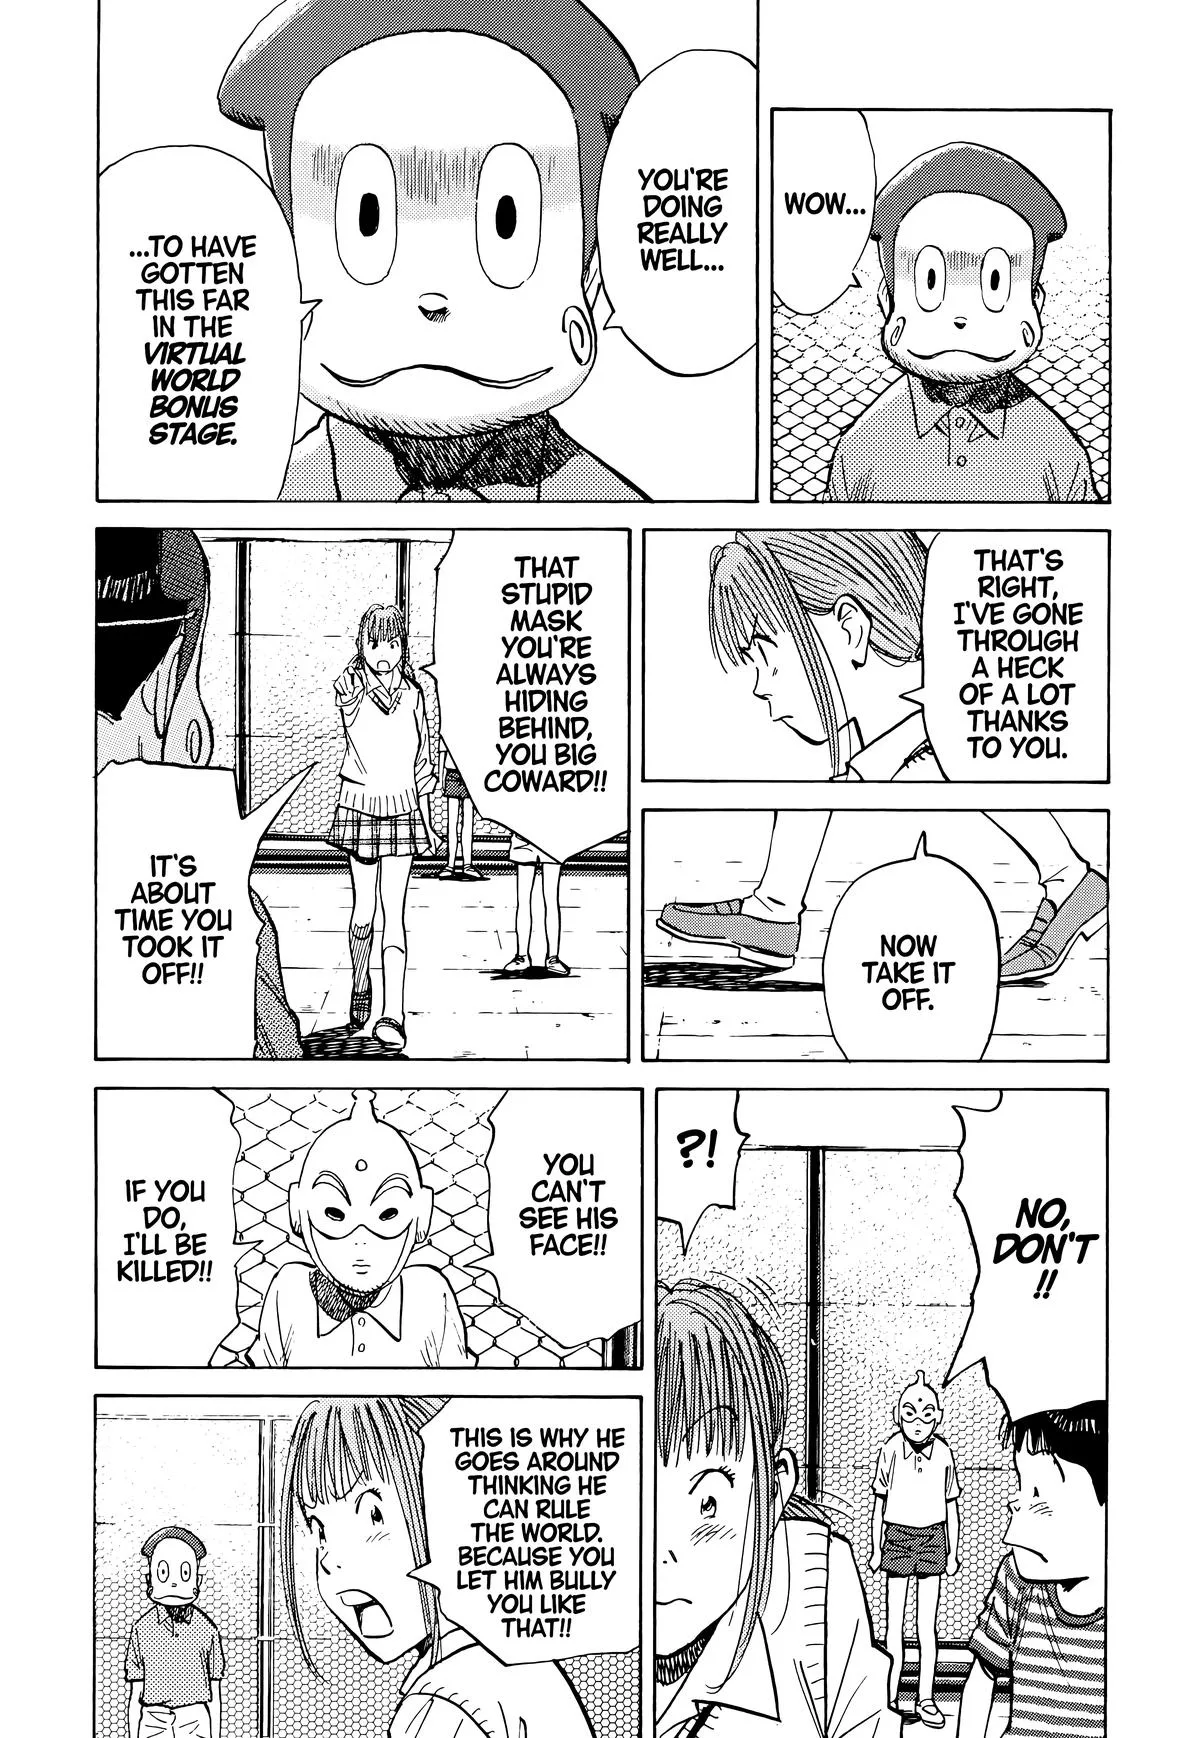 WOW...
YOU'RE
DOING
REALLY
WELL...
...TO HAVE
GOTTEN
THIS FAR
IN THE
VIRTUAL
WORLD
BONUS
STAGE.
THAT'S
RIGHT,
I'VE GONE
THROUGH
A HECK
OF A LOT
THANKS
TO YOU.
NOW
TAKE IT
OFF.
THAT
STUPID
MASK
YOU'RE
ALWAYS
HIDING
BEHIND,
YOU BIG
COWARD!!
IT'S
ABOUT
TIME YOU
TOOK IT
OFF!!
NO,
DON'T
!!
?!
YOU
CAN'T
SEE HIS
FACE!!
IF YOU
DO,
I'LL BE
KILLED!!
THIS IS WHY HE
GOES AROUND
THINKING HE
CAN RULE
THE WORLD.
BECAUSE YOU
LET HIM BULLY
YOU LIKE
THAT!!